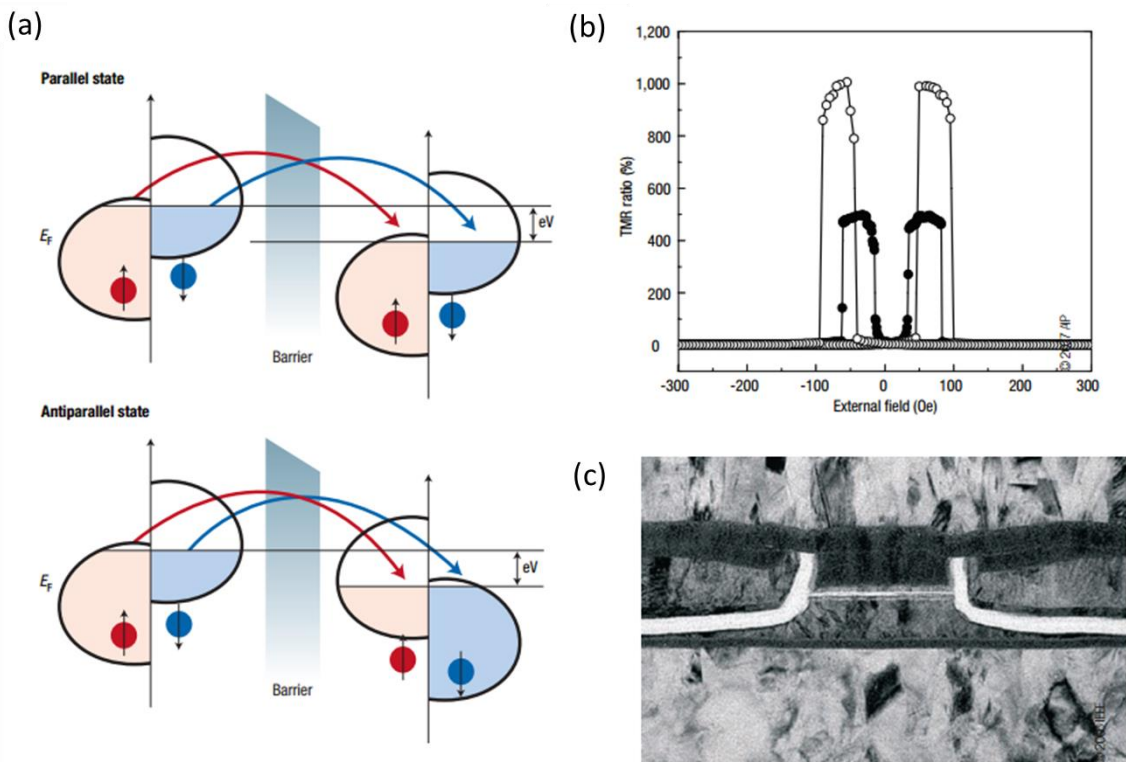 (a)
Parallel state
E_F
eV
Barrier
Antiparallel state
E_F
eV
Barrier
(b)
1,200
1,000
800
600
400
200
0
TMR ratio (%)
-300 -200 -100 0 100 200 300
External field (Oe)
(c)